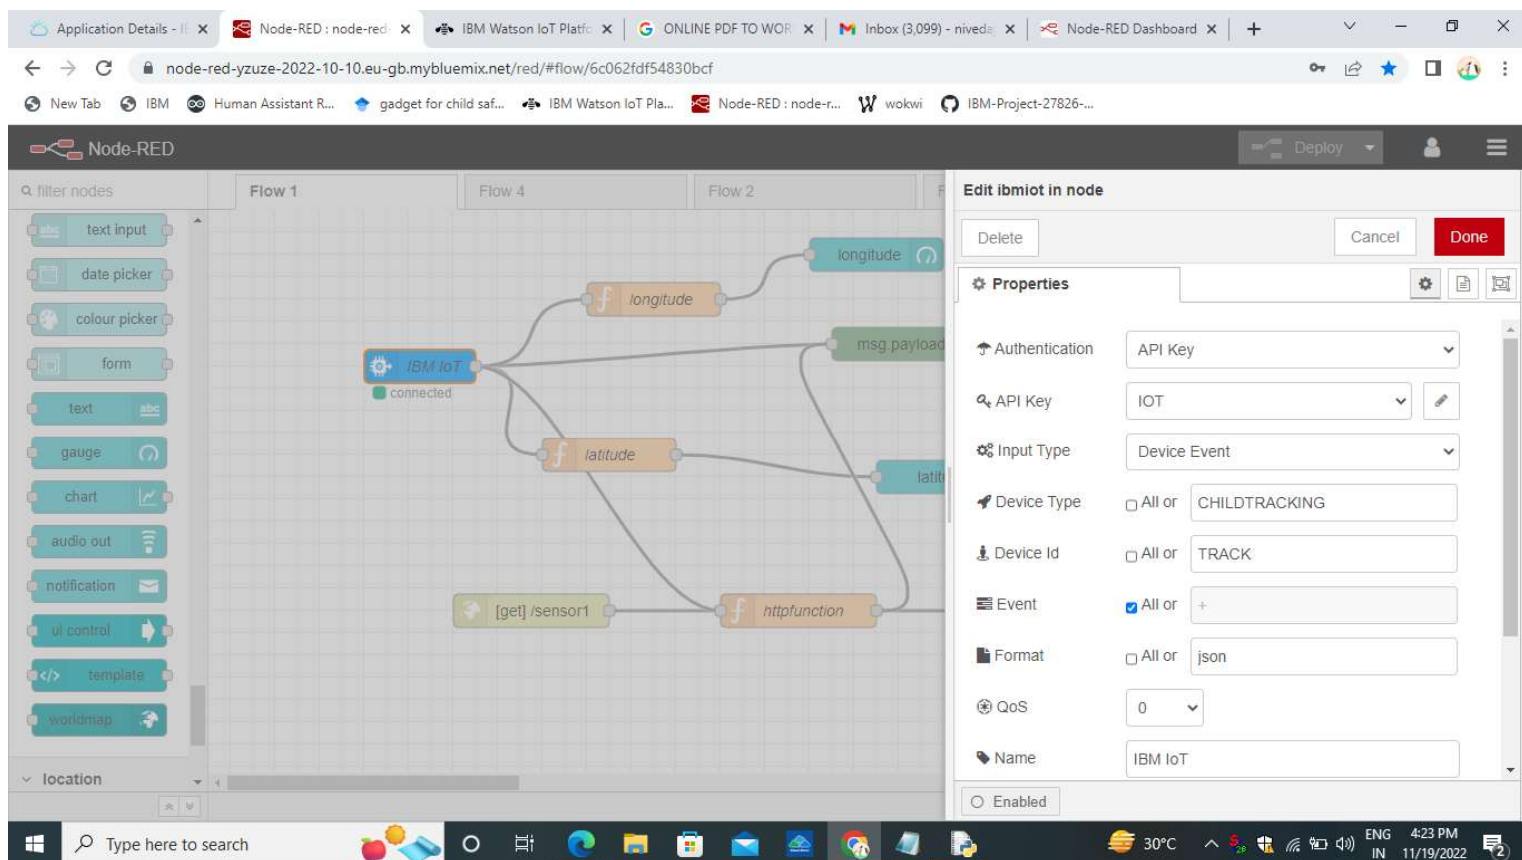 Application Details - I
Node-RED : node-red
IBM Watson IoT Platfo
ONLINE PDF TO WOR
Inbox (3,099) - niveda
Node-RED Dashboard
node-red-yzuze-2022-10-10.eu-gb.mybluemix.net/red/#flow/6c062fdf54830bcf
New Tab
IBM
Human Assistant R...
gadget for child saf...
IBM Watson IoT Pla...
Node-RED : node-r...
wokwi
IBM-Project-27826-...
Node-RED
Deploy
filter nodes
Flow 1
Flow 4
Flow 2
F
text input
date picker
colour picker
form
text
gauge
chart
audio out
notification
ui control
template
worldmap
location
longitude
longitude
msg.payload
IBM IoT
connected
latitude
latit
[get] /sensor1
httpfunction
Edit ibmiot in node
Delete
Cancel
Done
Properties
Authentication
API Key
API Key
IOT
Input Type
Device Event
Device Type
All or
CHILDTRACKING
Device Id
All or
TRACK
Event
All or
+
Format
All or
json
QoS
0
Name
IBM IoT
Enabled
Type here to search
30°C
ENG
IN
4:23 PM
11/19/2022
2